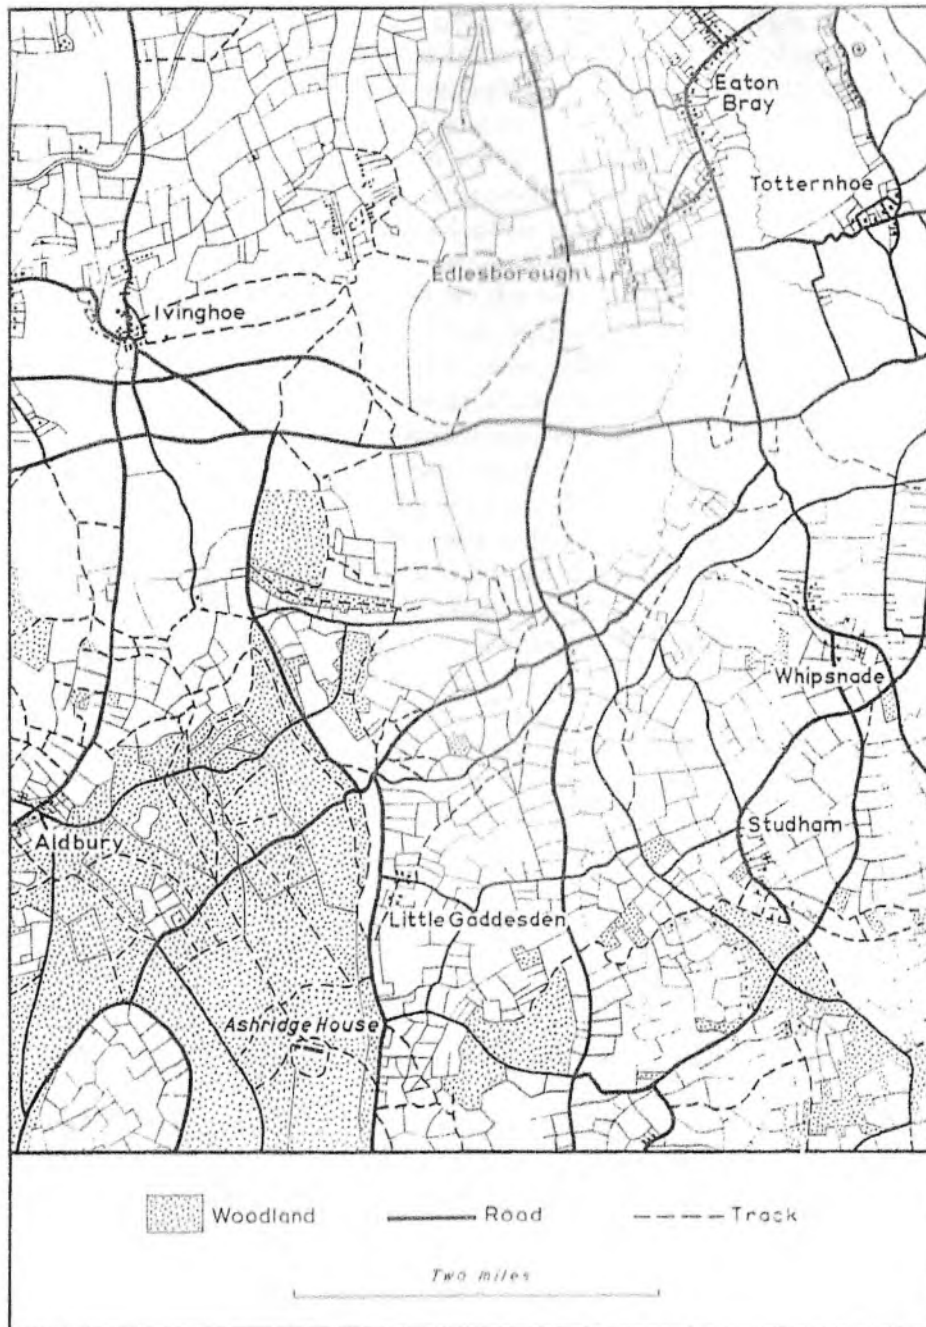 Eaton
Bray
Totternhoe
Edlesborough
Ivinghoe
Whipsnade
Studham
Aldbury
Little Gaddesden
Ashridge House
Woodland
Road
Track
Two miles